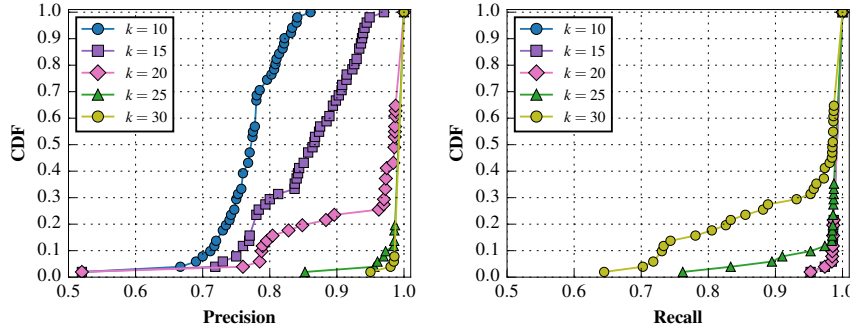 1.0
0.9
0.8
0.7
0.6
0.5
0.4
0.3
0.2
0.1
0.0
CDF
k = 10
k = 15
k = 20
k = 25
k = 30
0.5 0.6 0.7 0.8 0.9 1.0
Precision
1.0
0.9
0.8
0.7
0.6
0.5
0.4
0.3
0.2
0.1
0.0
CDF
k = 10
k = 15
k = 20
k = 25
k = 30
0.5 0.6 0.7 0.8 0.9 1.0
Recall